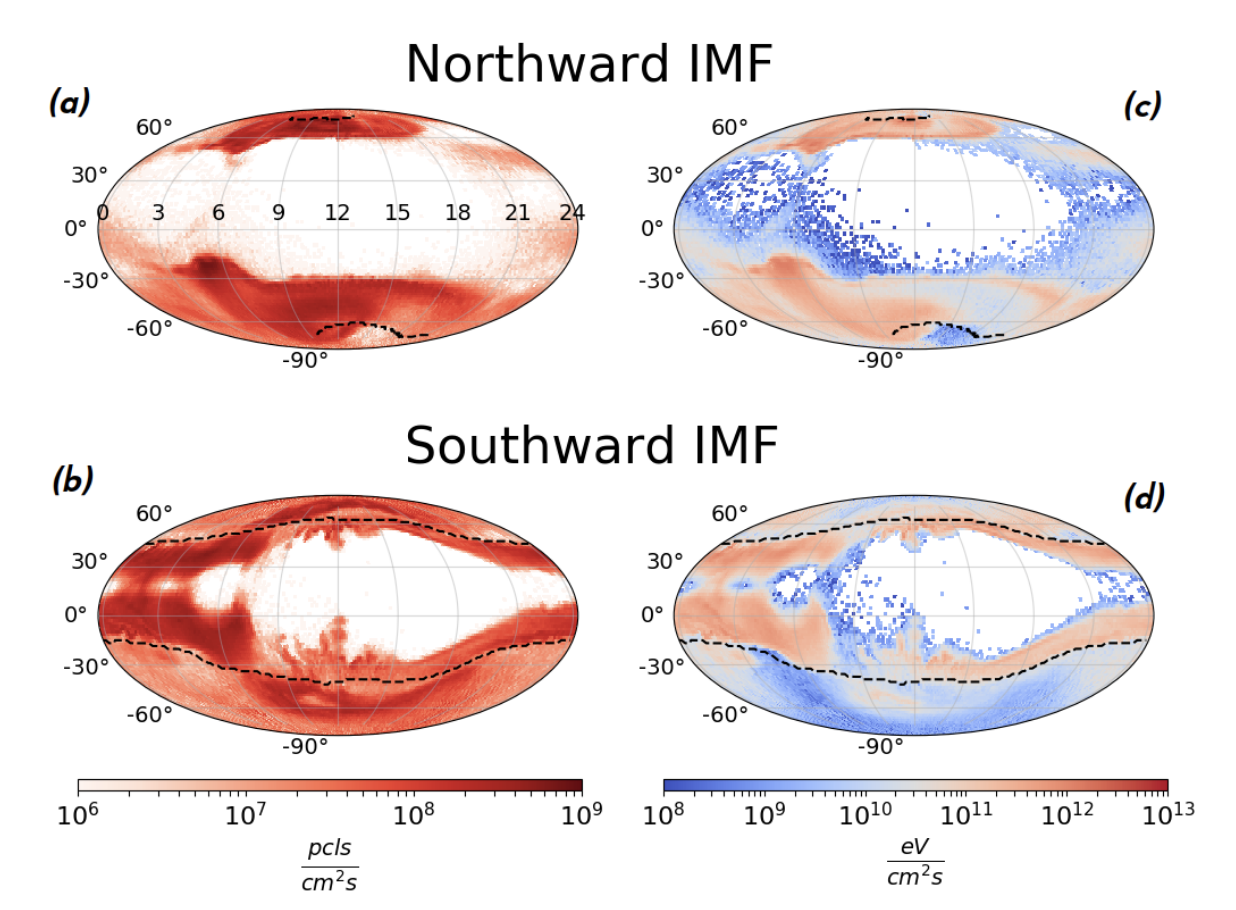 Northward IMF
(a)
(c)
60°
60°
30°
30°
0 3 6 9 12 15 18 21 24
0°
0°
-30°
-30°
-60°
-60°
-90°
-90°
Southward IMF
(b)
(d)
60°
60°
30°
30°
0°
0°
-30°
-30°
-60°
-60°
-90°
-90°
10⁶ 10⁷ 10⁸ 10⁹
10⁸ 10⁹ 10¹⁰ 10¹¹ 10¹² 10¹³
pcls
cm²s
eV
cm²s